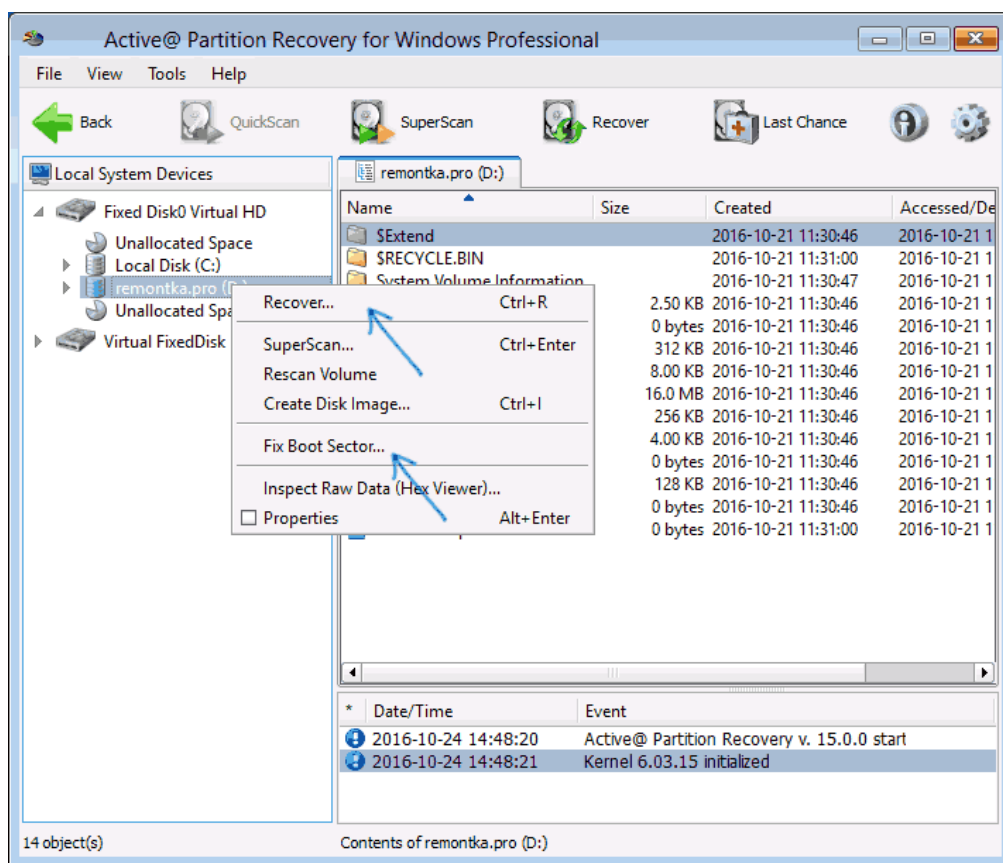 Active@ Partition Recovery for Windows Professional
File View Tools Help
Back QuickScan SuperScan Recover Last Chance
Local System Devices
Fixed Disk0 Virtual HD
Unallocated Space
Local Disk (C:)
remontka.pro (D:)
Unallocated Spa
Virtual FixedDisk
Recover... Ctrl+R
SuperScan... Ctrl+Enter
Rescan Volume
Create Disk Image... Ctrl+I
Fix Boot Sector...
Inspect Raw Data (Hex Viewer)...
Properties Alt+Enter
remontka.pro (D:)
Name Size Created Accessed/De
$Extend 2016-10-21 11:30:46 2016-10-21 1
$RECYCLE.BIN 2016-10-21 11:31:00 2016-10-21 1
System Volume Information 2016-10-21 11:30:47 2016-10-21 1
2.50 KB 2016-10-21 11:30:46 2016-10-21 1
0 bytes 2016-10-21 11:30:46 2016-10-21 1
312 KB 2016-10-21 11:30:46 2016-10-21 1
8.00 KB 2016-10-21 11:30:46 2016-10-21 1
16.0 MB 2016-10-21 11:30:46 2016-10-21 1
256 KB 2016-10-21 11:30:46 2016-10-21 1
4.00 KB 2016-10-21 11:30:46 2016-10-21 1
0 bytes 2016-10-21 11:30:46 2016-10-21 1
128 KB 2016-10-21 11:30:46 2016-10-21 1
0 bytes 2016-10-21 11:30:46 2016-10-21 1
0 bytes 2016-10-21 11:31:00 2016-10-21 1
* Date/Time Event
2016-10-24 14:48:20 Active@ Partition Recovery v. 15.0.0 start
2016-10-24 14:48:21 Kernel 6.03.15 initialized
14 object(s) Contents of remontka.pro (D:)